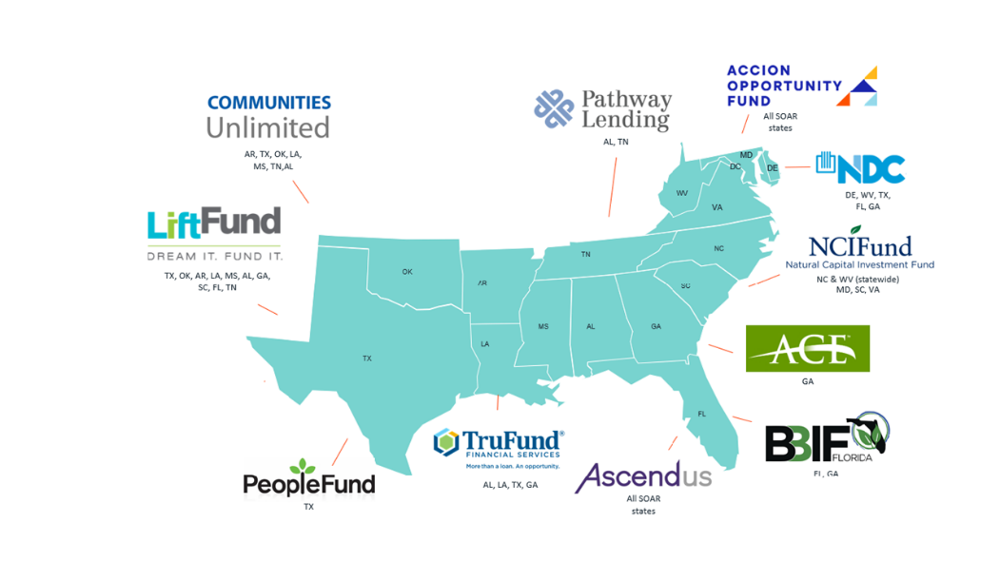 ACCION
OPPORTUNITY
FUND
All SOAR
states
COMMUNITIES
Unlimited
AR, TX, OK, LA,
MS, TN,AL
Pathway
Lending
AL, TN
NDC
DE, WV, TX,
FL, GA
LiftFund
DREAM IT. FUND IT.
TX, OK, AR, LA, MS, AL, GA,
SC, FL, TN
NCIFund
Natural Capital Investment Fund
NC & WV (statewide)
MD, SC, VA
MD
DC
DE
WV
VA
NC
TN
SC
OK
AR
MS
AL
GA
LA
TX
FL
ACE™
GA
BBIF
FLORIDA
FL, GA
TruFund®
FINANCIAL SERVICES
More than a loan. An opportunity.
AL, LA, TX, GA
Ascendus
All SOAR
states
PeopleFund
TX